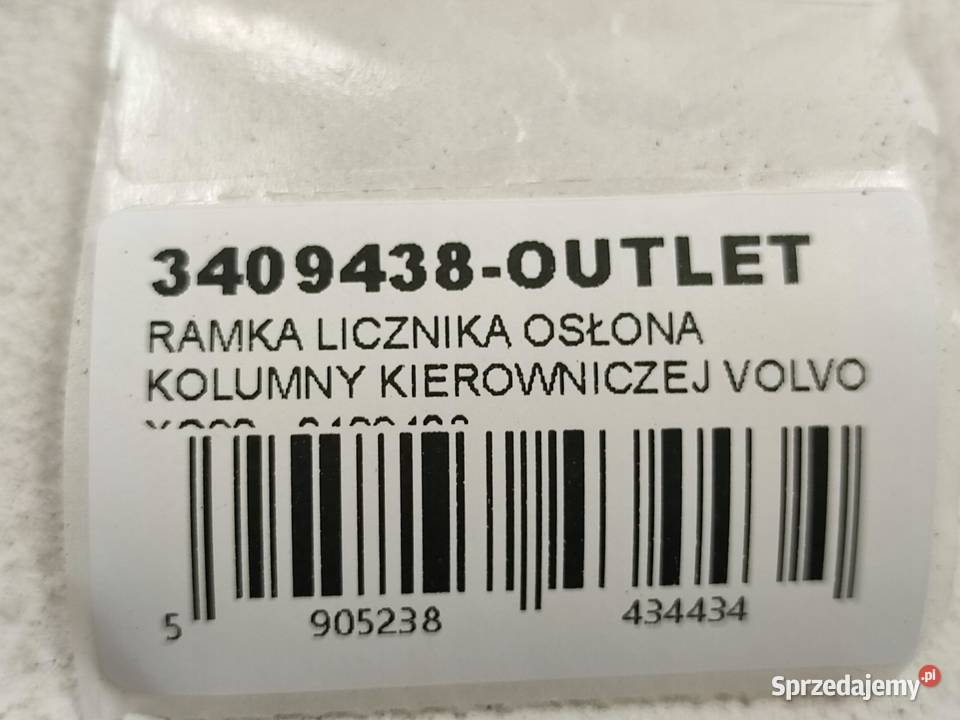 3409438-OUTLET
RAMKA LICZNIKA OSŁONA
KOLUMNY KIEROWNICZEJ VOLVO
5 905238 434434
Sprzedajemy.pl